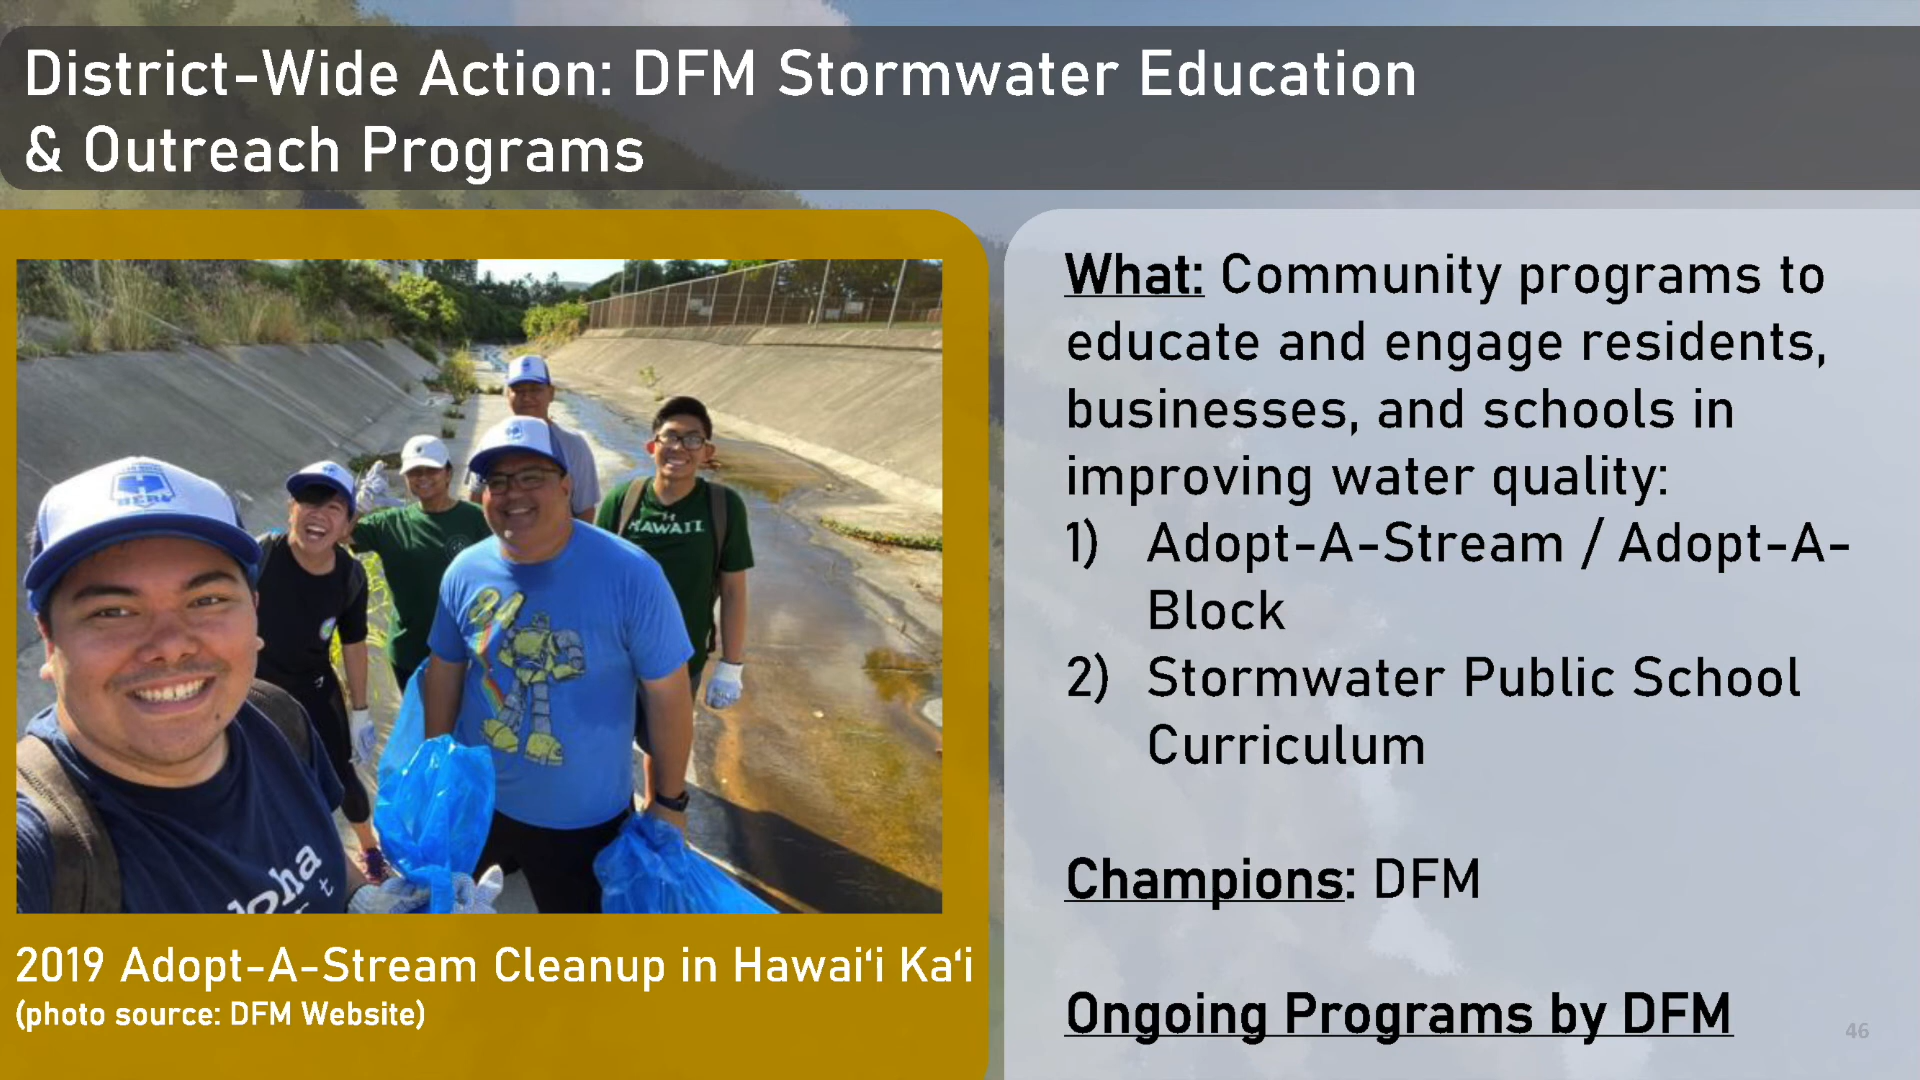 District-Wide Action: DFM Stormwater Education
& Outreach Programs
HAWAI'I
2019 Adopt-A-Stream Cleanup in Hawaiʻi Kaʻi
(photo source: DFM Website)
What: Community programs to
educate and engage residents,
businesses, and schools in
improving water quality:
1) Adopt-A-Stream / Adopt-A-
Block
2) Stormwater Public School
Curriculum
Champions: DFM
Ongoing Programs by DFM
46